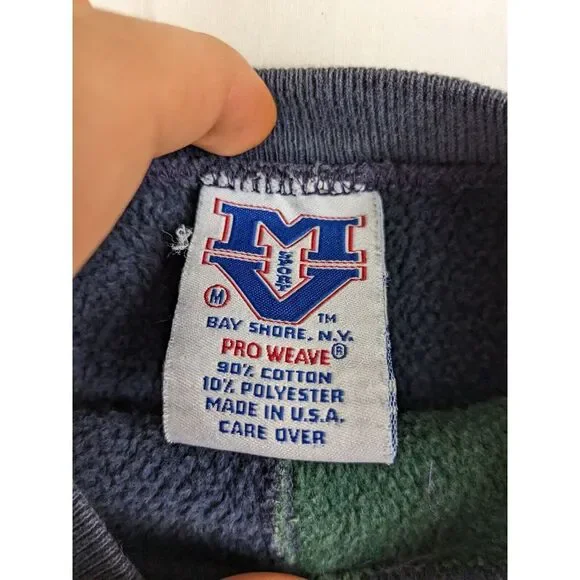 MV
SPORT
M
TM
BAY SHORE, N.Y.
PRO WEAVE®
90% COTTON
10% POLYESTER
MADE IN U.S.A.
CARE OVER